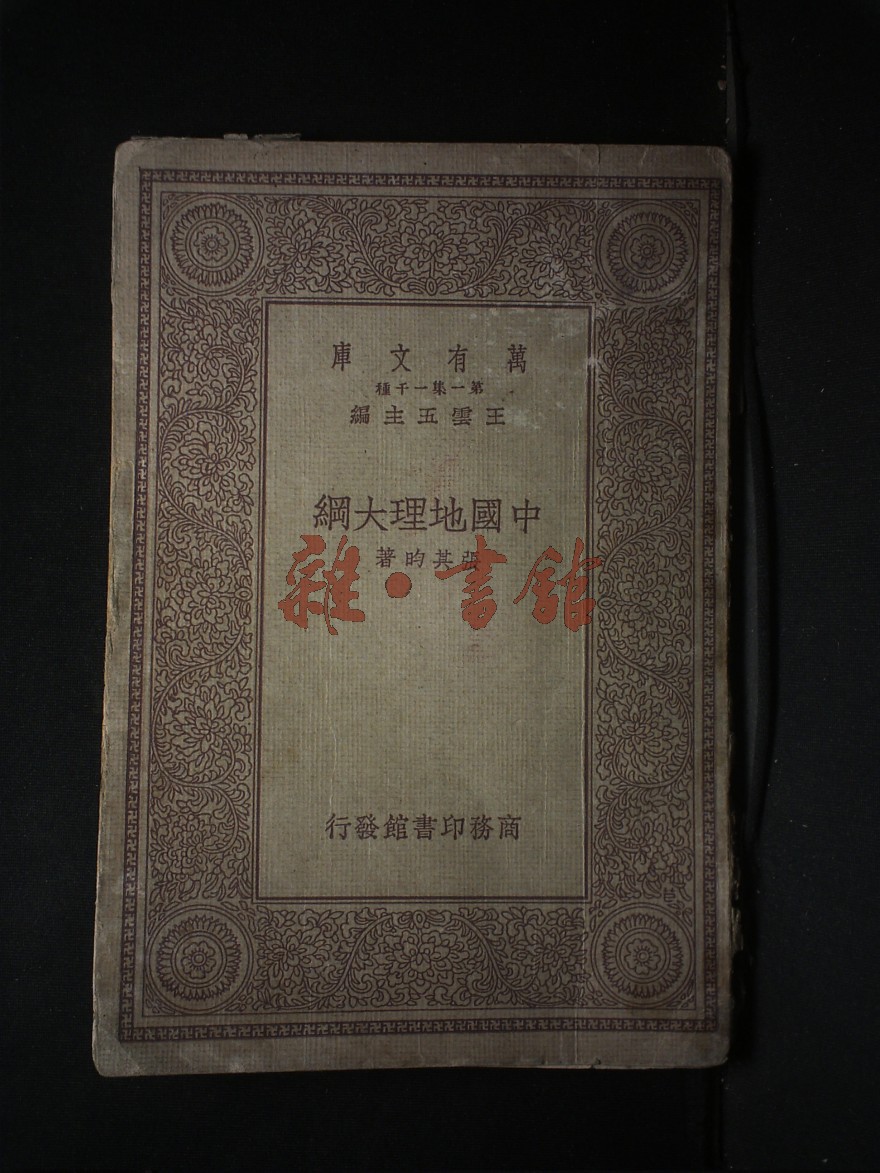 萬有文庫
第一集一千種
王雲五主編
中國地理大綱
張其昀著
雜·書館
商務印書館發行